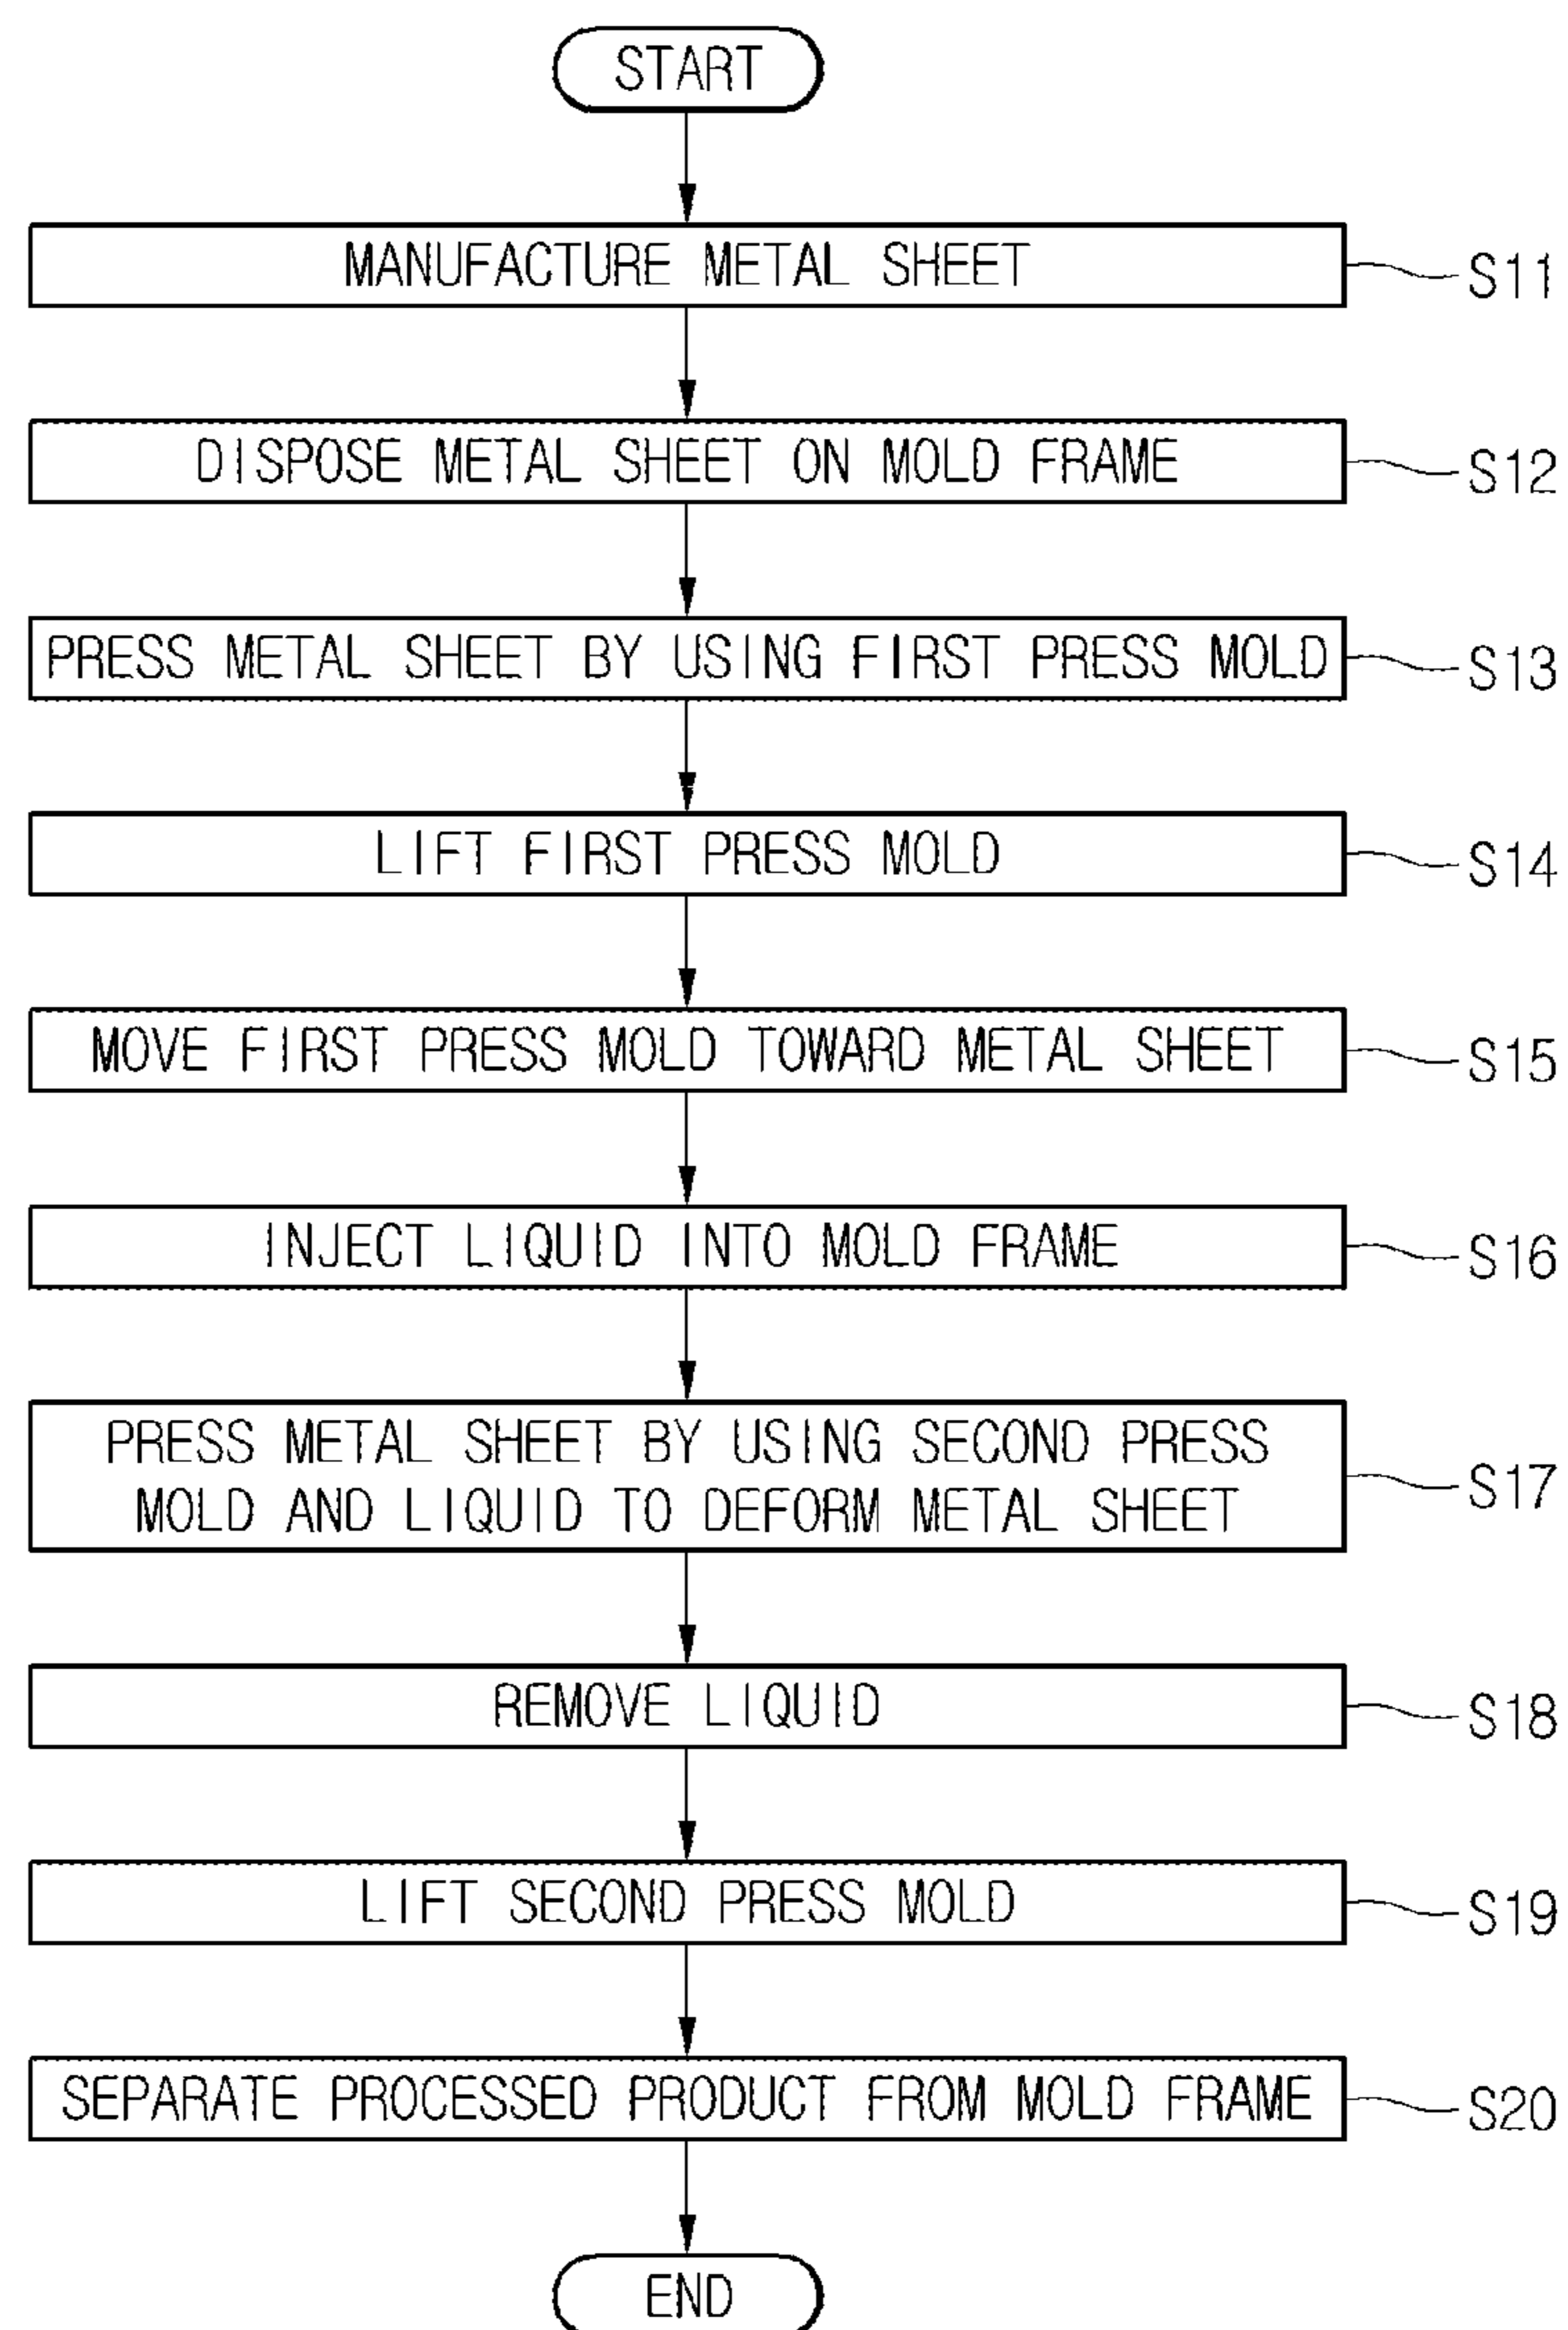 START
MANUFACTURE METAL SHEET
S11
DISPOSE METAL SHEET ON MOLD FRAME
S12
PRESS METAL SHEET BY USING FIRST PRESS MOLD
S13
LIFT FIRST PRESS MOLD
S14
MOVE FIRST PRESS MOLD TOWARD METAL SHEET
S15
INJECT LIQUID INTO MOLD FRAME
S16
PRESS METAL SHEET BY USING SECOND PRESS
MOLD AND LIQUID TO DEFORM METAL SHEET
S17
REMOVE LIQUID
S18
LIFT SECOND PRESS MOLD
S19
SEPARATE PROCESSED PRODUCT FROM MOLD FRAME
S20
END